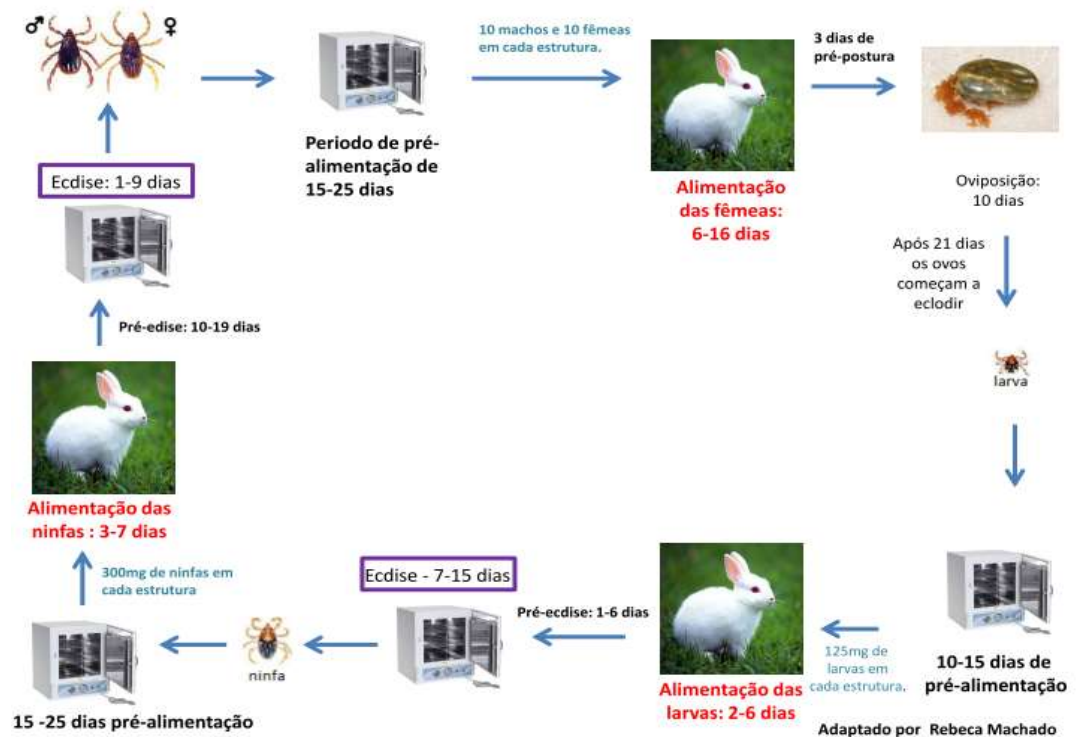 ♂ ♀
Periodo de pré-
alimentação de
15-25 dias
10 machos e 10 fêmeas
em cada estrutura.
Alimentação
das fêmeas:
6-16 dias
3 dias de
pré-postura
Oviposição:
10 dias
Após 21 dias
os ovos
começam a
eclodir
larva
10-15 dias de
pré-alimentação
125mg de
larvas em
cada estrutura.
Alimentação das
larvas: 2-6 dias
Pré-ecdise: 1-6 dias
Ecdise - 7-15 dias
ninfa
15 -25 dias pré-alimentação
300mg de ninfas em
cada estrutura
Alimentação das
ninfas : 3-7 dias
Pré-edise: 10-19 dias
Ecdise: 1-9 dias
Adaptado por Rebeca Machado